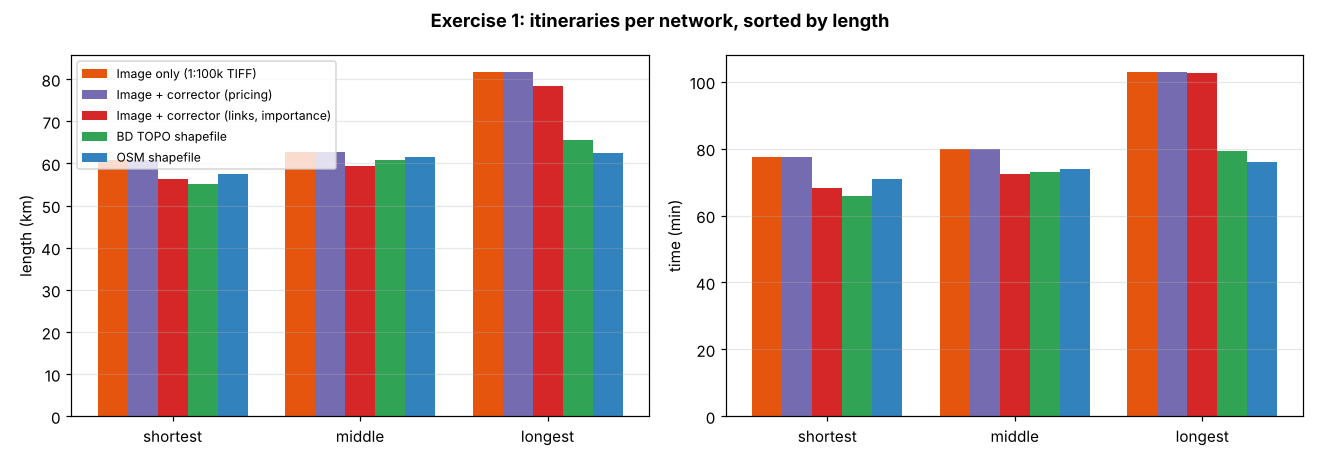 Exercise 1: itineraries per network, sorted by length
length (km)
80
70
60
50
40
30
20
10
0
Image only (1:100k TIFF)
Image + corrector (pricing)
Image + corrector (links, importance)
BD TOPO shapefile
OSM shapefile
shortest
middle
longest
time (min)
100
80
60
40
20
0
shortest
middle
longest